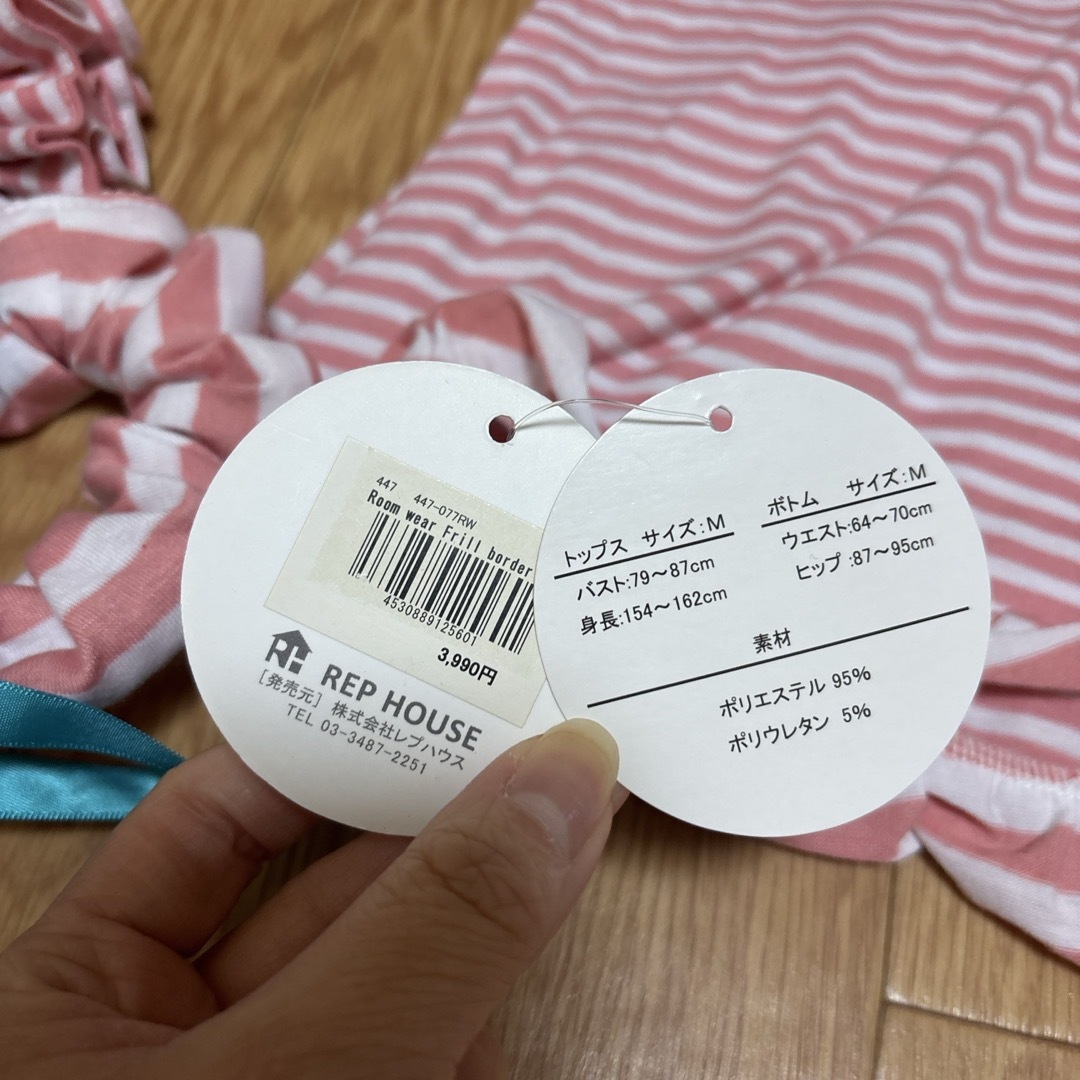 447 447-077RW
Room wear Frill border
4530889125601
3,990円
REP HOUSE
[発売元] 株式会社レプハウス
TEL 03-3487-2251
トップス サイズ:M
バスト:79〜87cm
身長:154〜162cm
ボトム サイズ:M
ウエスト:64〜70cm
ヒップ :87〜95cm
素材
ポリエステル 95%
ポリウレタン 5%